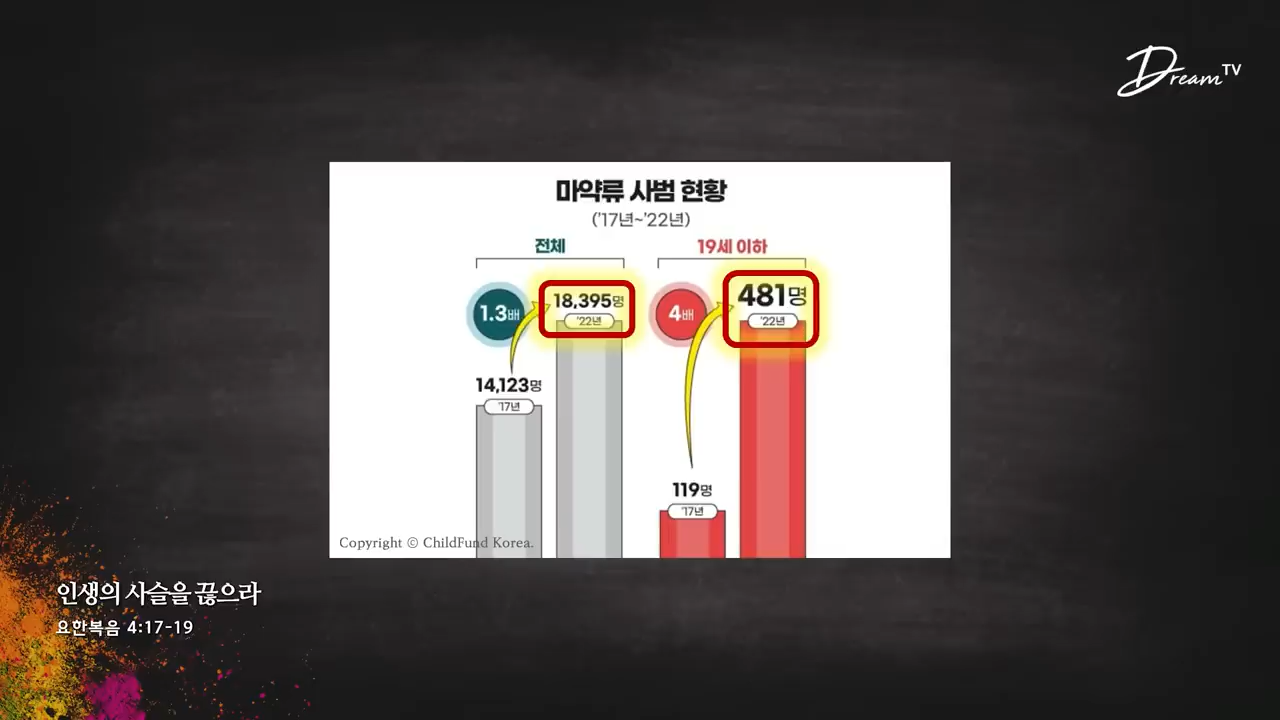 Dream TV
마약류 사범 현황
('17년~'22년)
전체
19세 이하
1.3배
18,395명
'22년
4배
481명
'22년
14,123명
'17년
119명
'17년
Copyright © ChildFund Korea.
인생의 사슬을 끊으라
요한복음 4:17-19